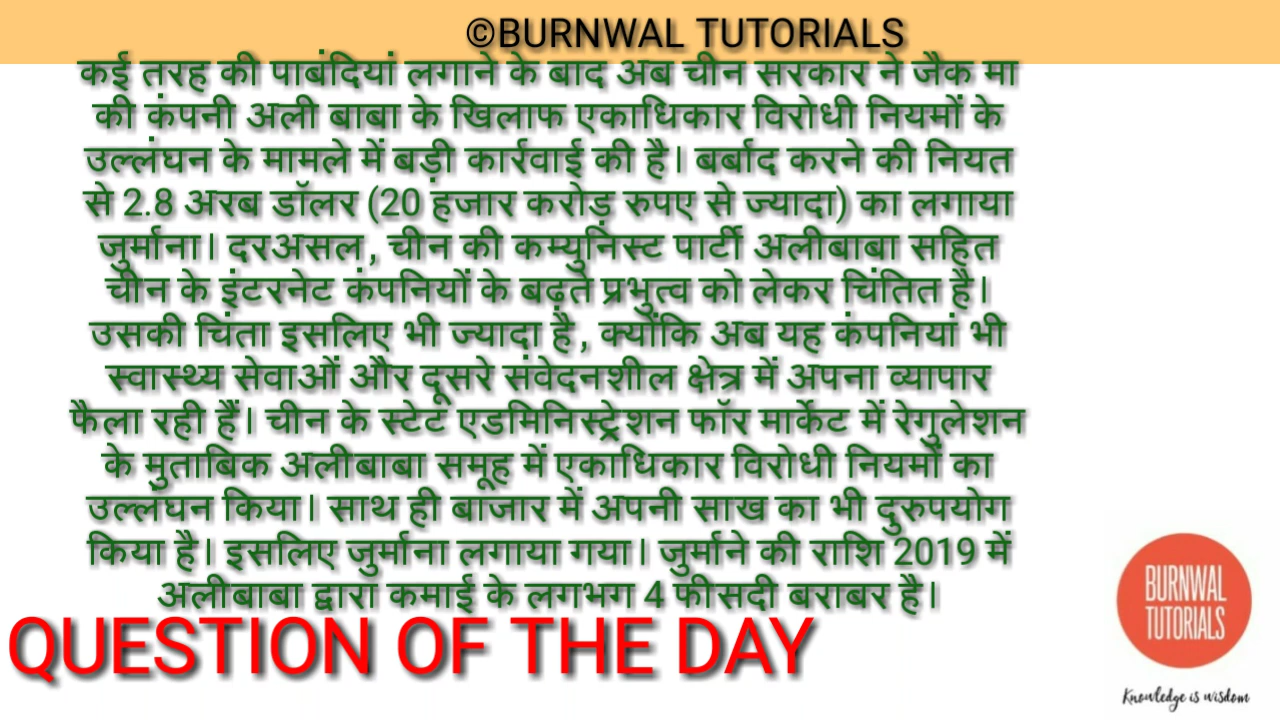 ©BURNWAL TUTORIALS
कई तरह की पाबंदियां लगाने के बाद अब चीन सरकार ने जैक मा
की कंपनी अली बाबा के खिलाफ एकाधिकार विरोधी नियमों के
उल्लंघन के मामले में बड़ी कार्रवाई की है। बर्बाद करने की नियत
से 2.8 अरब डॉलर (20 हजार करोड़ रुपए से ज्यादा) का लगाया
जुर्माना। दरअसल, चीन की कम्युनिस्ट पार्टी अलीबाबा सहित
चीन के इंटरनेट कंपनियों के बढ़ते प्रभुत्व को लेकर चिंतित है।
उसकी चिंता इसलिए भी ज्यादा है, क्योंकि अब यह कंपनियां भी
स्वास्थ्य सेवाओं और दूसरे संवेदनशील क्षेत्र में अपना व्यापार
फैला रही हैं। चीन के स्टेट एडमिनिस्ट्रेशन फॉर मार्केट में रेगुलेशन
के मुताबिक अलीबाबा समूह में एकाधिकार विरोधी नियमों का
उल्लंघन किया। साथ ही बाजार में अपनी साख का भी दुरुपयोग
किया है। इसलिए जुर्माना लगाया गया। जुर्माने की राशि 2019 में
अलीबाबा द्वारा कमाई के लगभग 4 फीसदी बराबर है।
QUESTION OF THE DAY
BURNWAL
TUTORIALS
Knowledge is wisdom